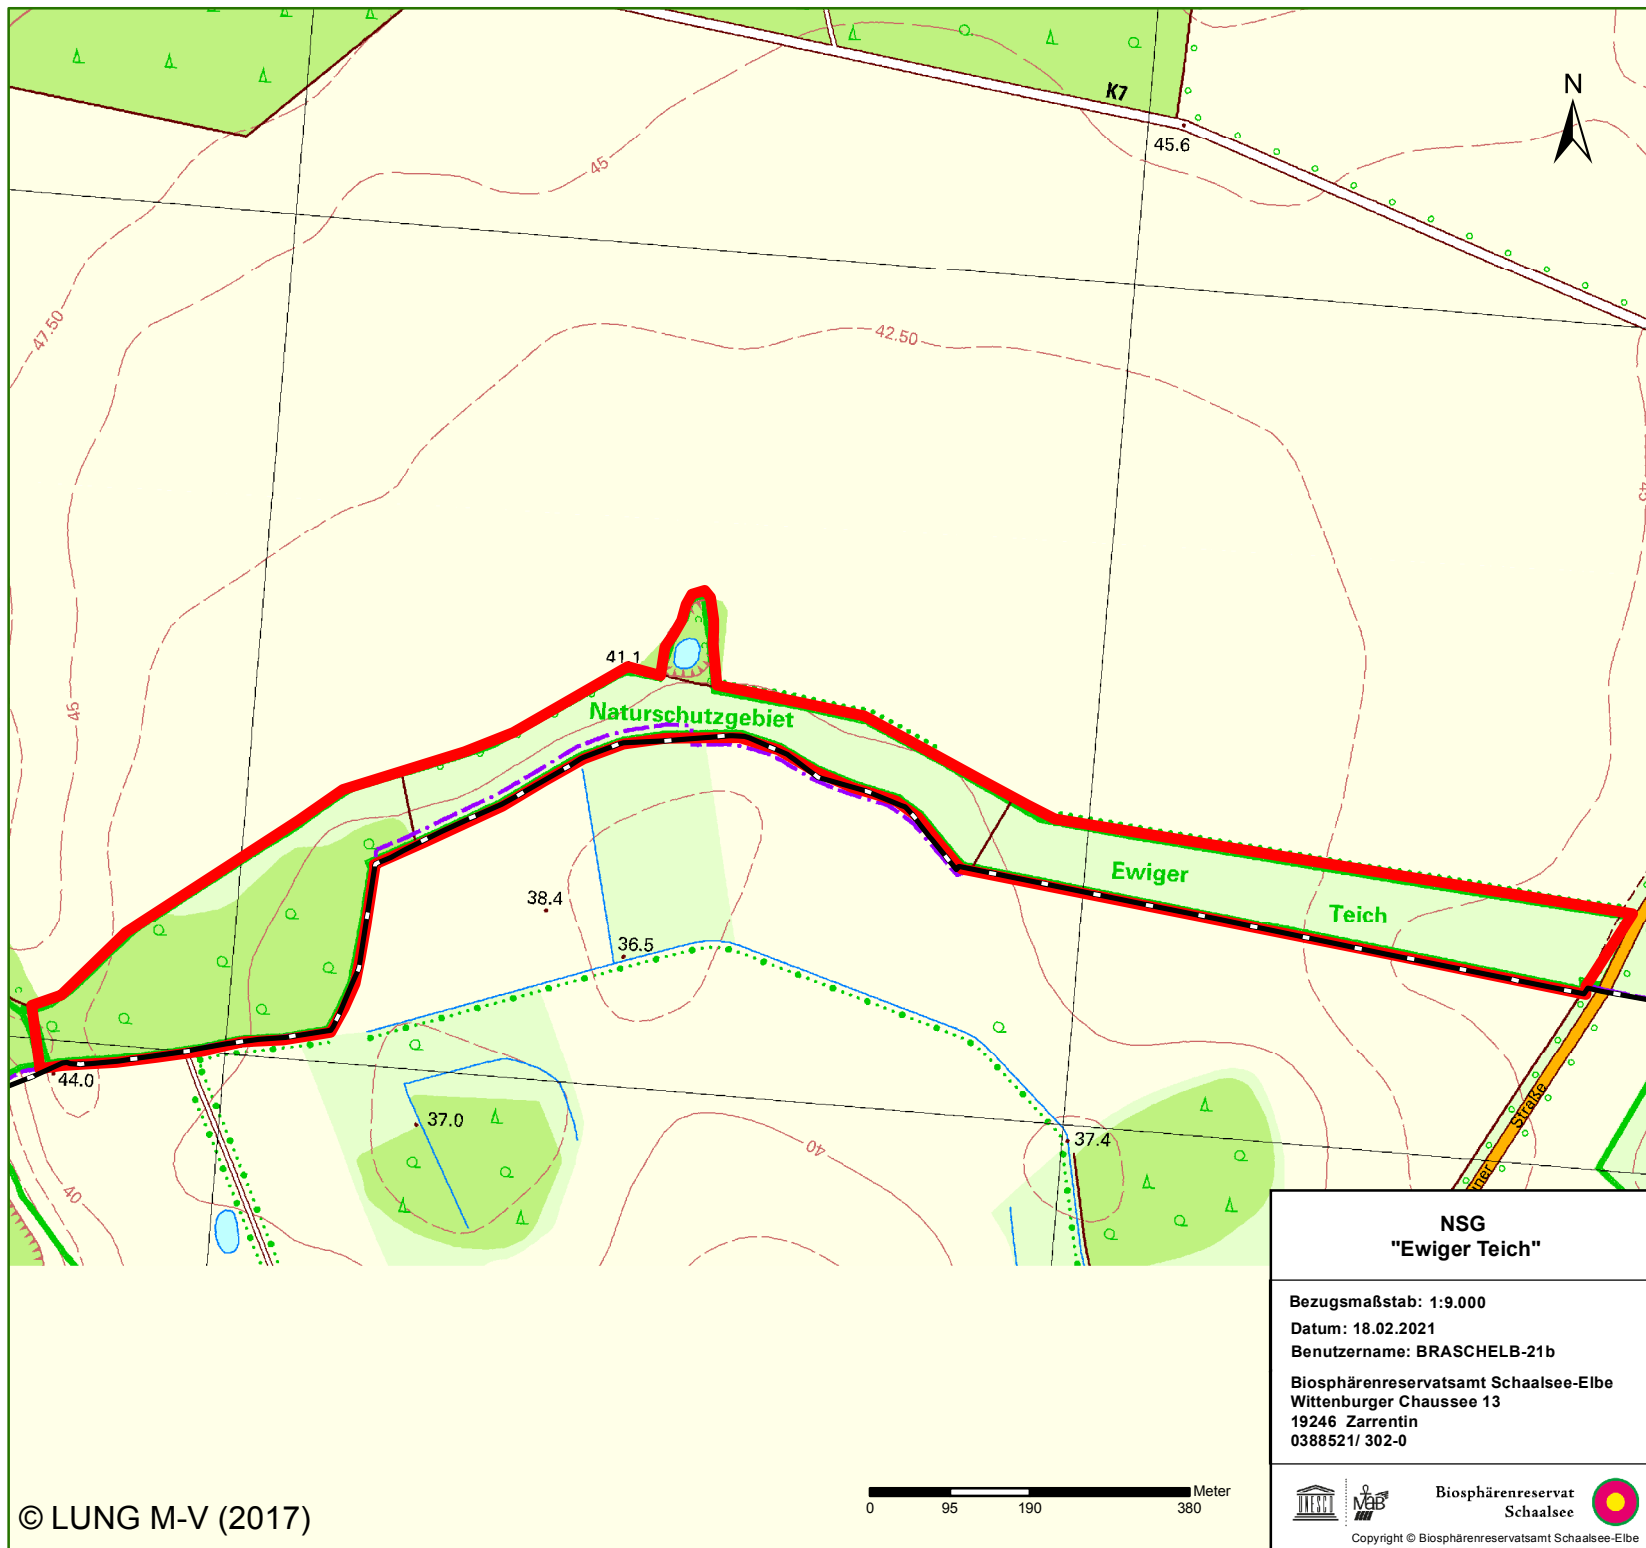 K7
N
45.6
45
47.50
42.50
45
41.1
Naturschutzgebiet
45
Ewiger
38.4
Teich
36.5
44.0
Straße
37.0
37.4
40
40
NSG
"Ewiger Teich"
Bezugsmaßstab: 1:9.000
Datum: 18.02.2021
Benutzername: BRASCHELB-21b
Biosphärenreservatsamt Schaalsee-Elbe
Wittenburger Chaussee 13
19246 Zarrentin
0388521/ 302-0
Meter
0 95 190 380
© LUNG M-V (2017)
UNESCO
MaB
Biosphärenreservat
Schaalsee
Copyright © Biosphärenreservatsamt Schaalsee-Elbe